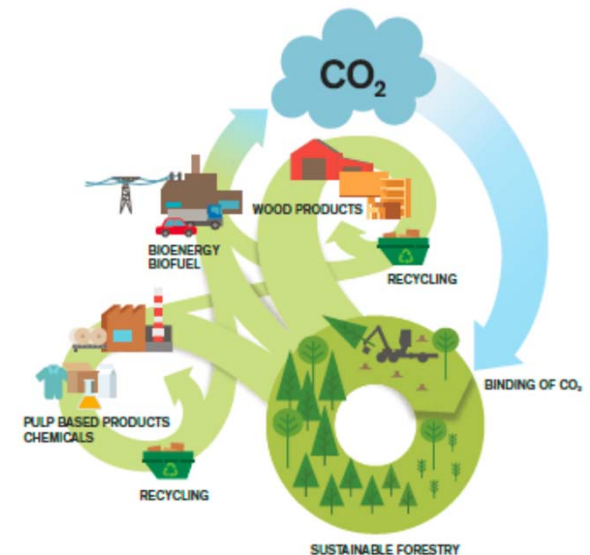 CO₂
WOOD PRODUCTS
BIOENERGY
BIOFUEL
RECYCLING
BINDING OF CO₂
PULP BASED PRODUCTS
CHEMICALS
RECYCLING
SUSTAINABLE FORESTRY